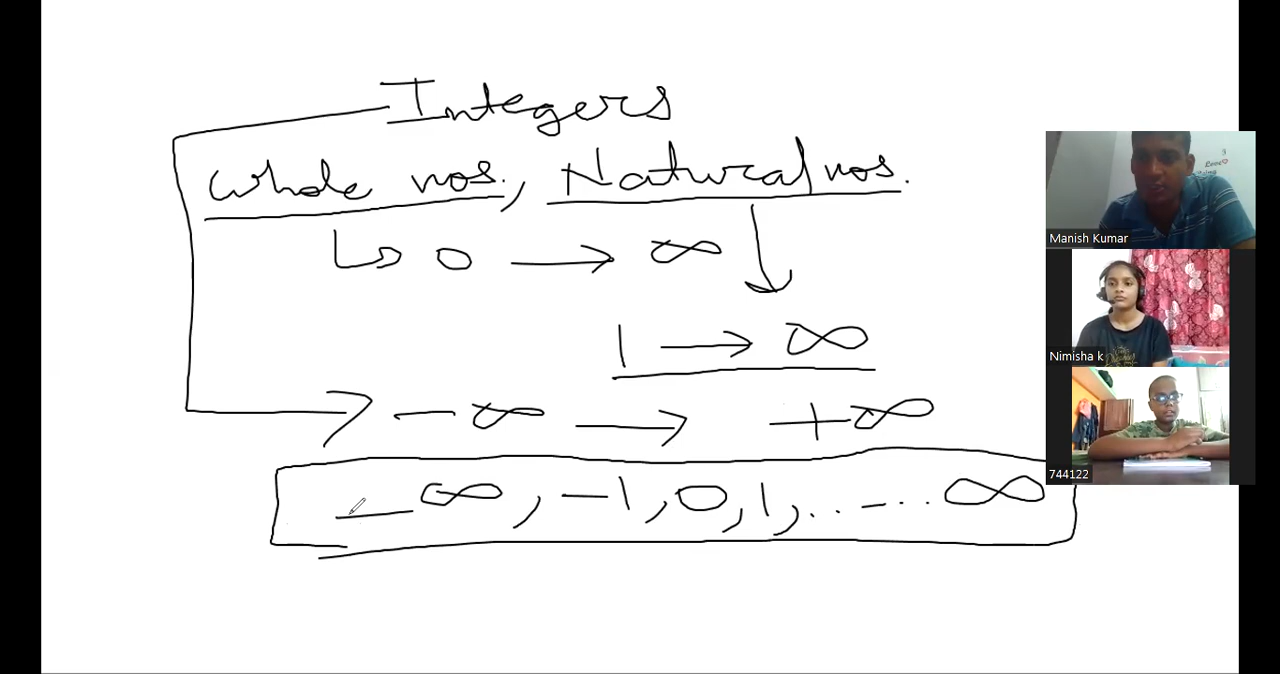 Integers
Whole nos., Natural nos.
↳ 0 → ∞
↓
1 → ∞
→ - ∞ → + ∞
- ∞, -1, 0, 1, ..-... ∞
Manish Kumar
Nimisha k
744122